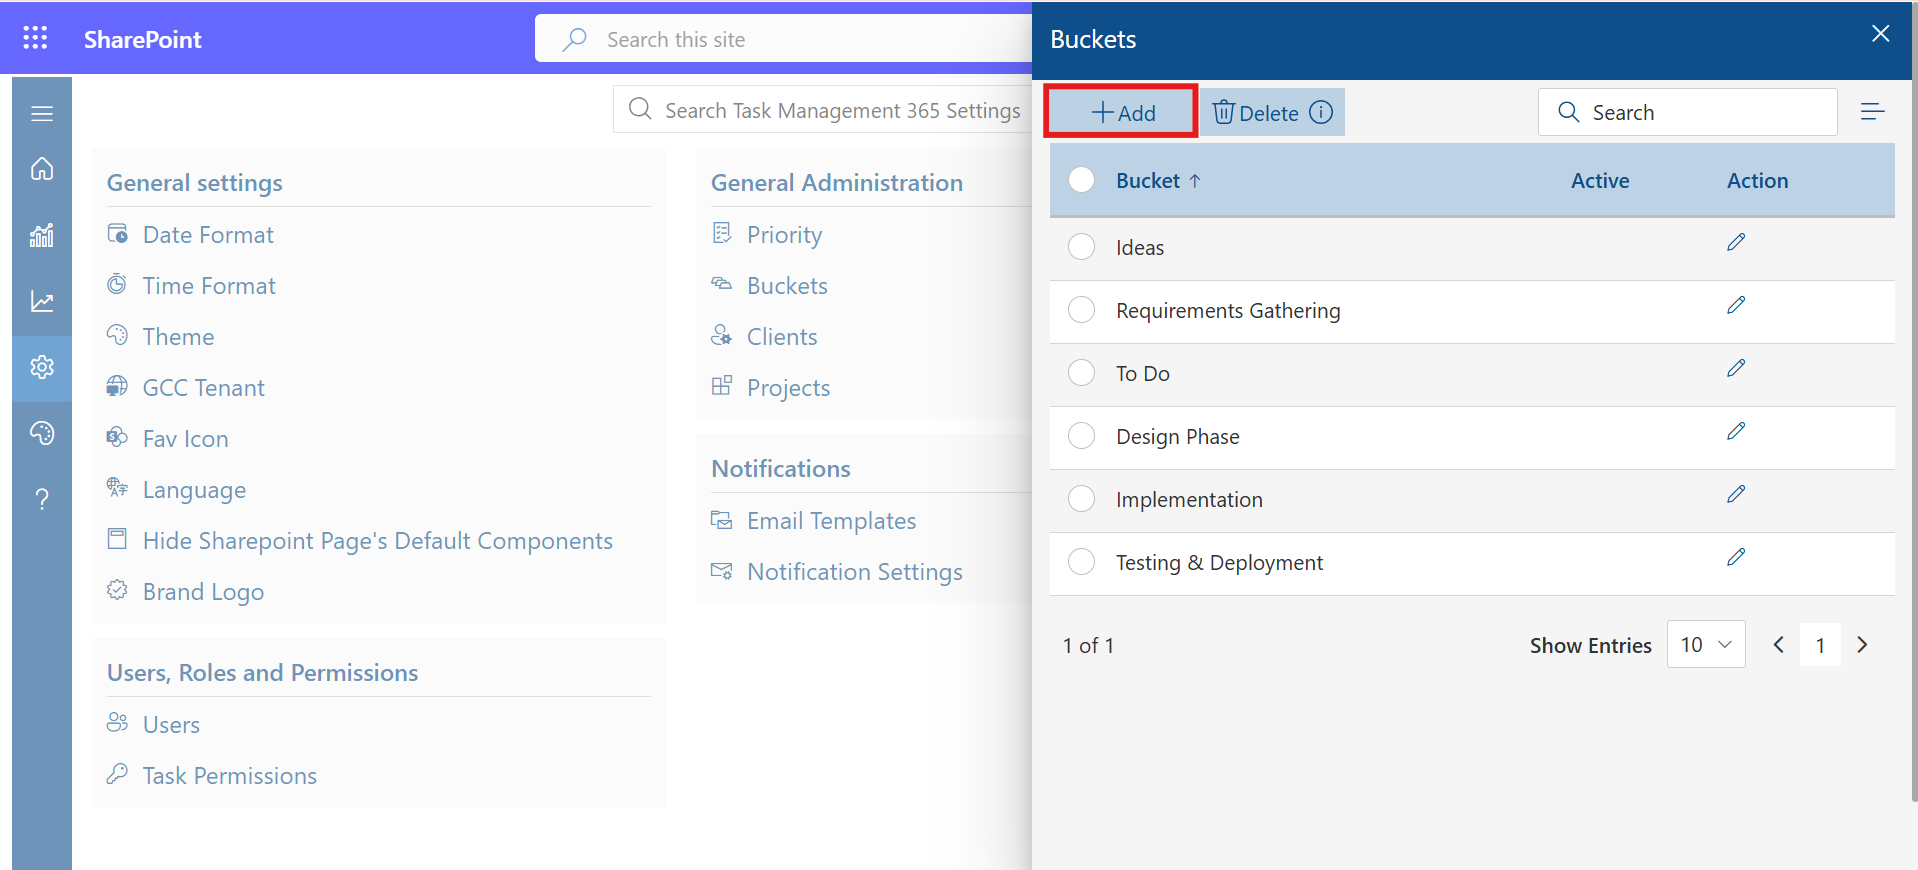 SharePoint
Search this site
Search Task Management 365 Settings
General settings
Date Format
Time Format
Theme
GCC Tenant
Fav Icon
Language
Hide Sharepoint Page's Default Components
Brand Logo
Users, Roles and Permissions
Users
Task Permissions
General Administration
Priority
Buckets
Clients
Projects
Notifications
Email Templates
Notification Settings
Buckets
Add Delete Search
Bucket ↑ Active Action
Ideas
Requirements Gathering
To Do
Design Phase
Implementation
Testing & Deployment
1 of 1 Show Entries 10 1